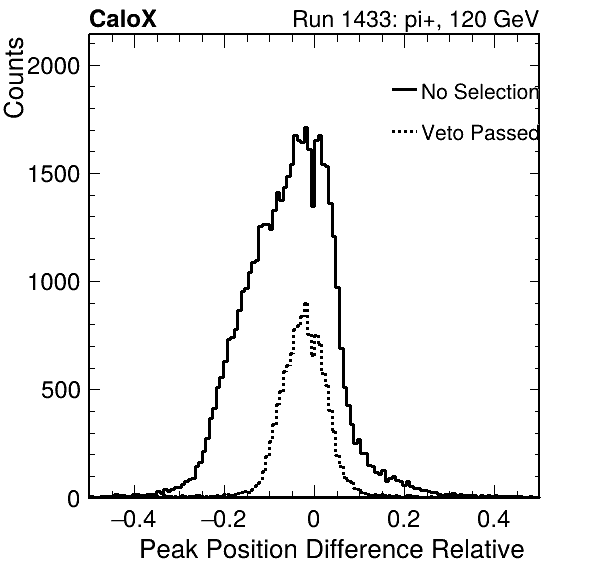 CaloX Run 1433: pi+, 120 GeV
Counts
2000
1500
1000
500
0
No Selection
Veto Passed
−0.4 −0.2 0 0.2 0.4
Peak Position Difference Relative